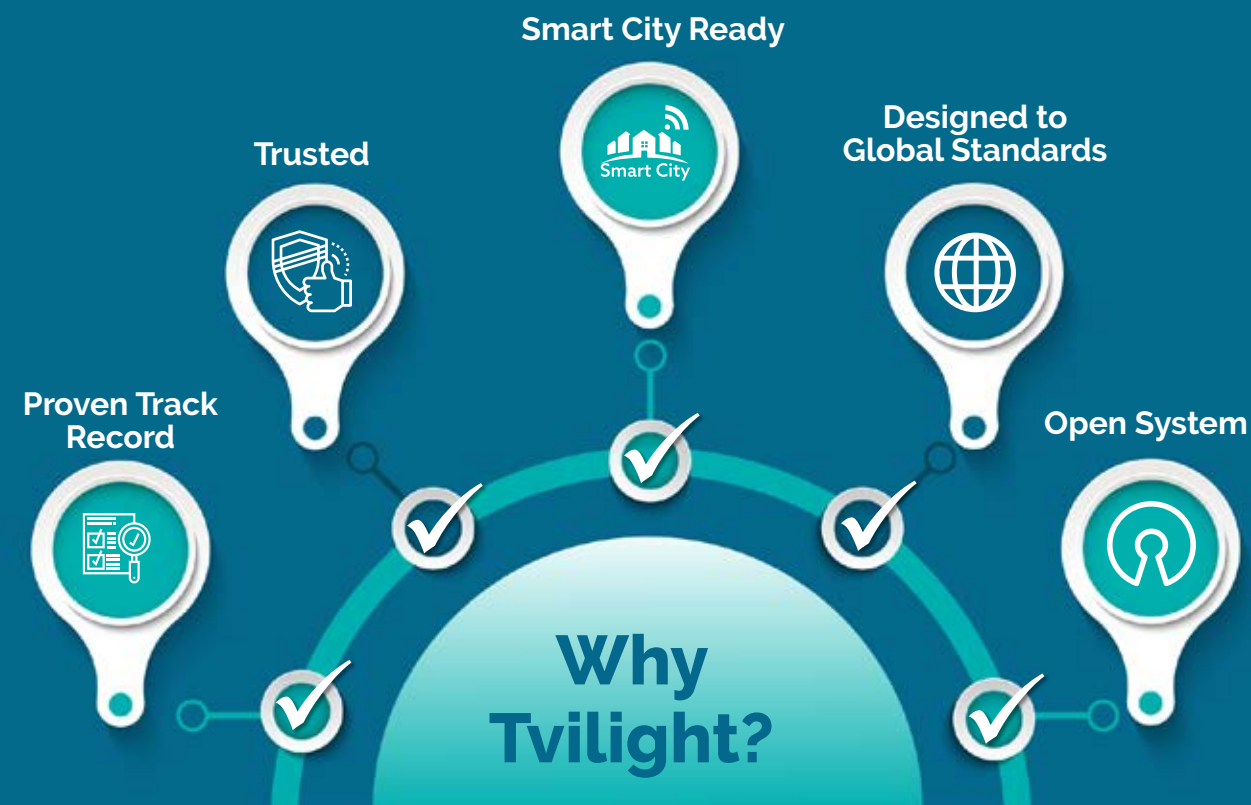 Smart City Ready
Smart City
Designed to
Global Standards
Trusted
Proven Track
Record
Open System
Why
Tvilight?